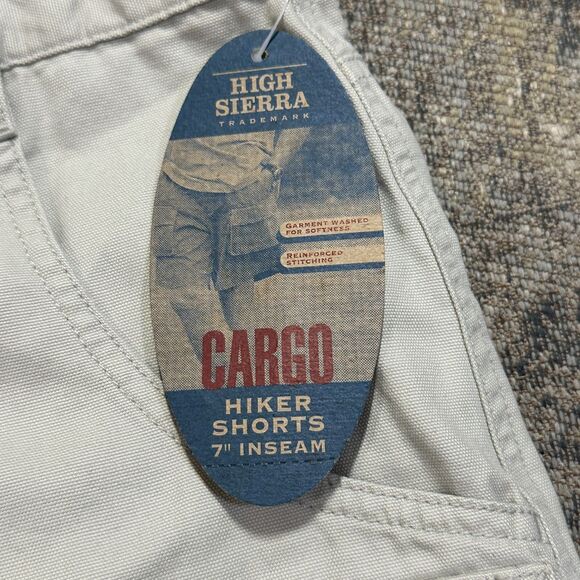 HIGH
SIERRA
TRADEMARK
GARMENT WASHED
FOR SOFTNESS
REINFORCED
STITCHING
CARGO
HIKER
SHORTS
7" INSEAM